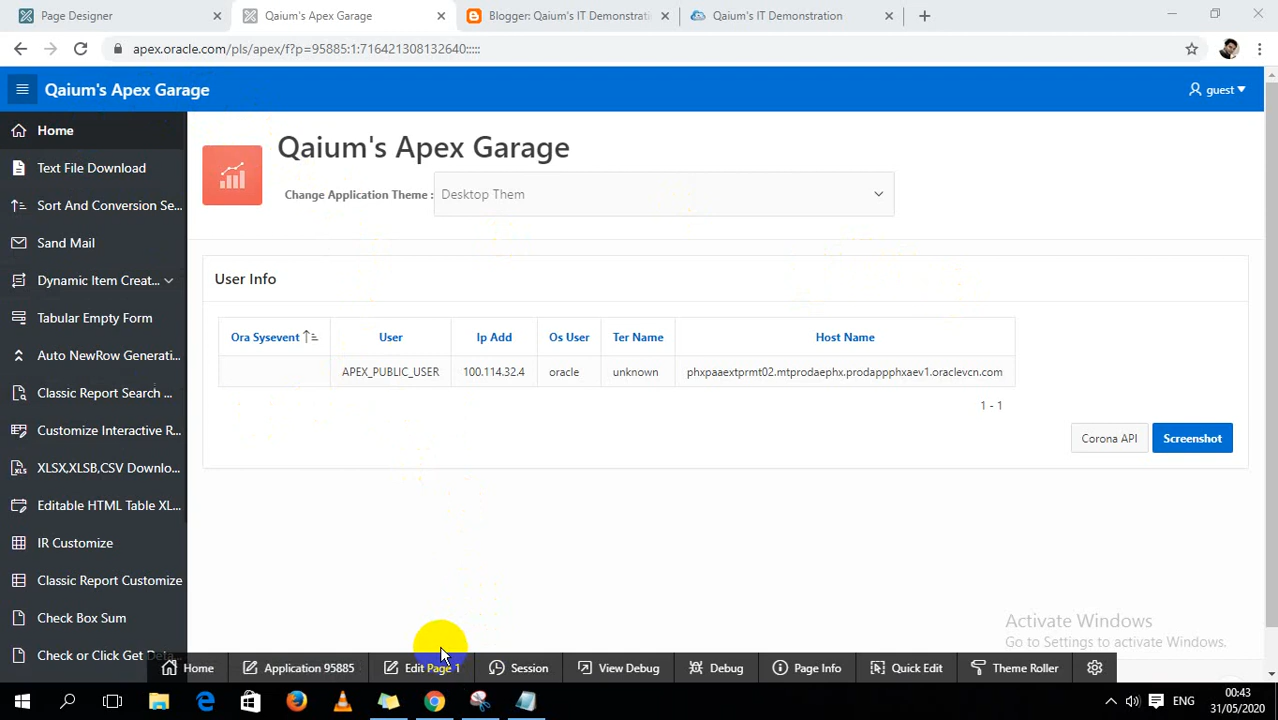 Page Designer
Qaium's Apex Garage
Blogger: Qaium's IT Demonstrati
Qaium's IT Demonstration
apex.oracle.com/pls/apex/f?p=95885:1:716421308132640:::::
Qaium's Apex Garage
guest
Home
Text File Download
Sort And Conversion Se...
Sand Mail
Dynamic Item Creat...
Tabular Empty Form
Auto NewRow Generati...
Classic Report Search ...
Customize Interactive R...
XLSX,XLSB,CSV Downlo...
Editable HTML Table XL...
IR Customize
Classic Report Customize
Check Box Sum
Check or Click Get Deta...
Qaium's Apex Garage
Change Application Theme :
Desktop Them
User Info
Ora Sysevent User Ip Add Os User Ter Name Host Name
APEX_PUBLIC_USER 100.114.32.4 oracle unknown phxpaaextprmt02.mtprodaephx.prodappphxaev1.oraclevcn.com
1 - 1
Corona API
Screenshot
Activate Windows
Go to Settings to activate Windows.
Home Application 95885 Edit Page 1 Session View Debug Debug Page Info Quick Edit Theme Roller
ENG
00:43
31/05/2020